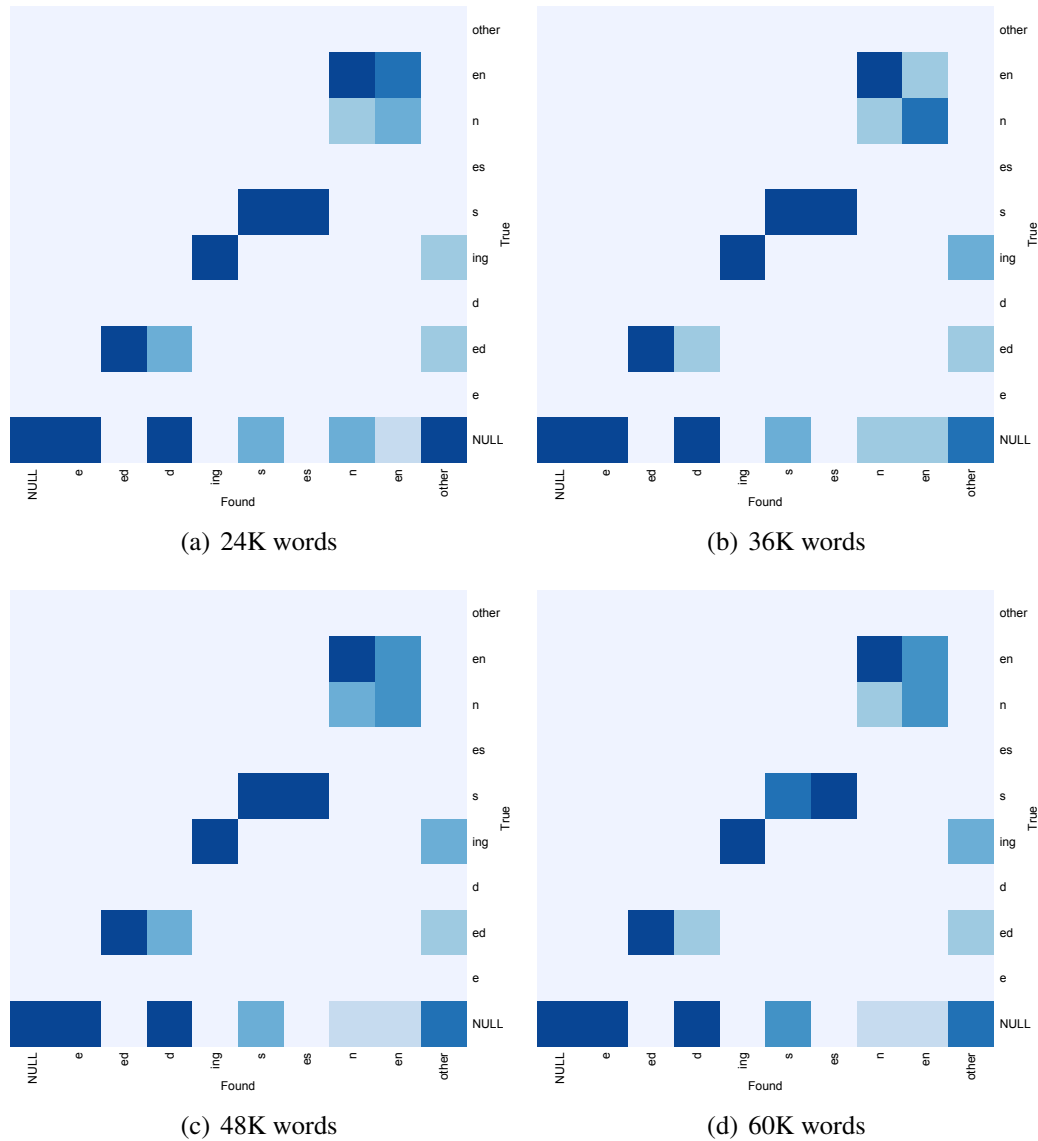 other
en
n
es
s
ing
d
ed
e
NULL
True
NULL e ed d ing s es n en other
Found
(a) 24K words
other
en
n
es
s
ing
d
ed
e
NULL
True
NULL e ed d ing s es n en other
Found
(b) 36K words
other
en
n
es
s
ing
d
ed
e
NULL
True
NULL e ed d ing s es n en other
Found
(c) 48K words
other
en
n
es
s
ing
d
ed
e
NULL
True
NULL e ed d ing s es n en other
Found
(d) 60K words